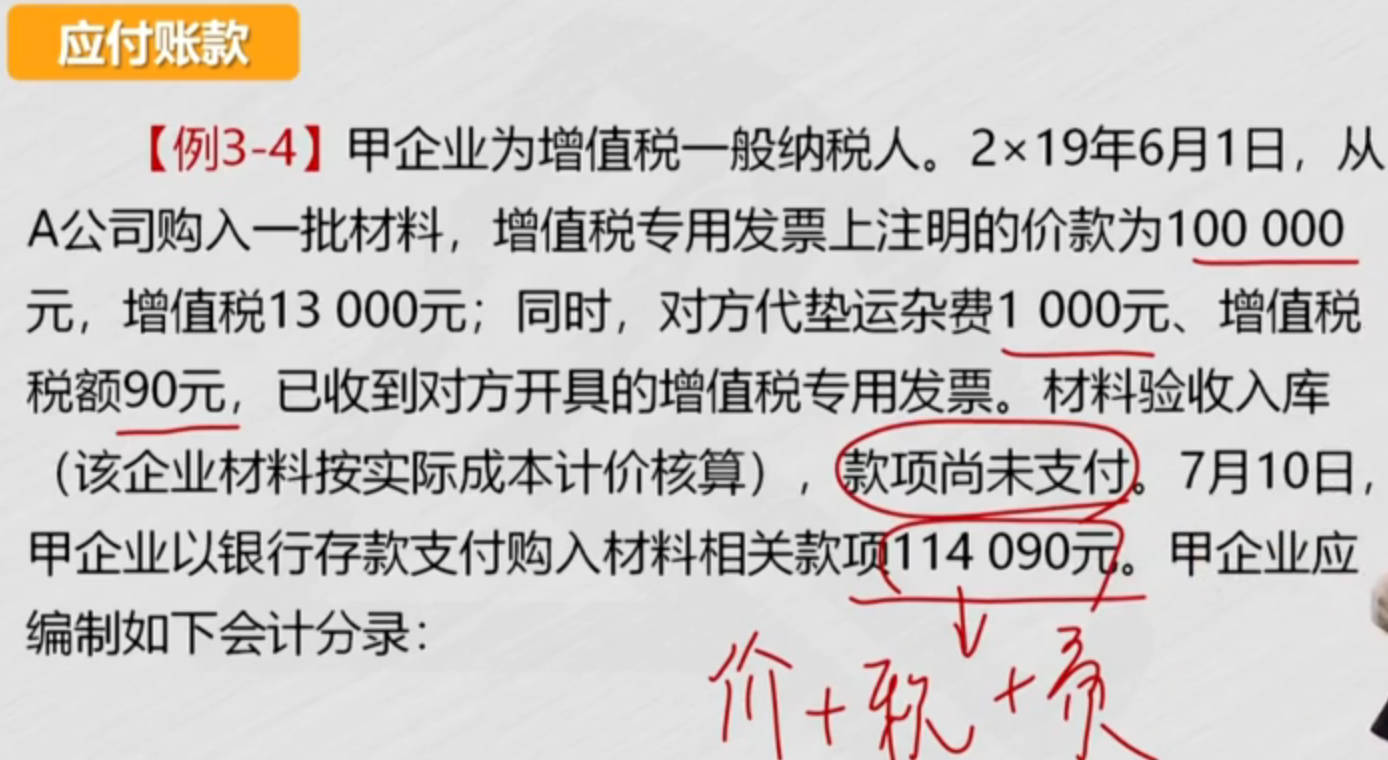 应付账款
【例3-4】甲企业为增值税一般纳税人。2×19年6月1日，从
A公司购入一批材料，增值税专用发票上注明的价款为100 000
元，增值税13 000元；同时，对方代垫运杂费1 000元、增值税
税额90元，已收到对方开具的增值税专用发票。材料验收入库
（该企业材料按实际成本计价核算），款项尚未支付。7月10日，
甲企业以银行存款支付购入材料相关款项114 090元。甲企业应
编制如下会计分录：
价+税+费